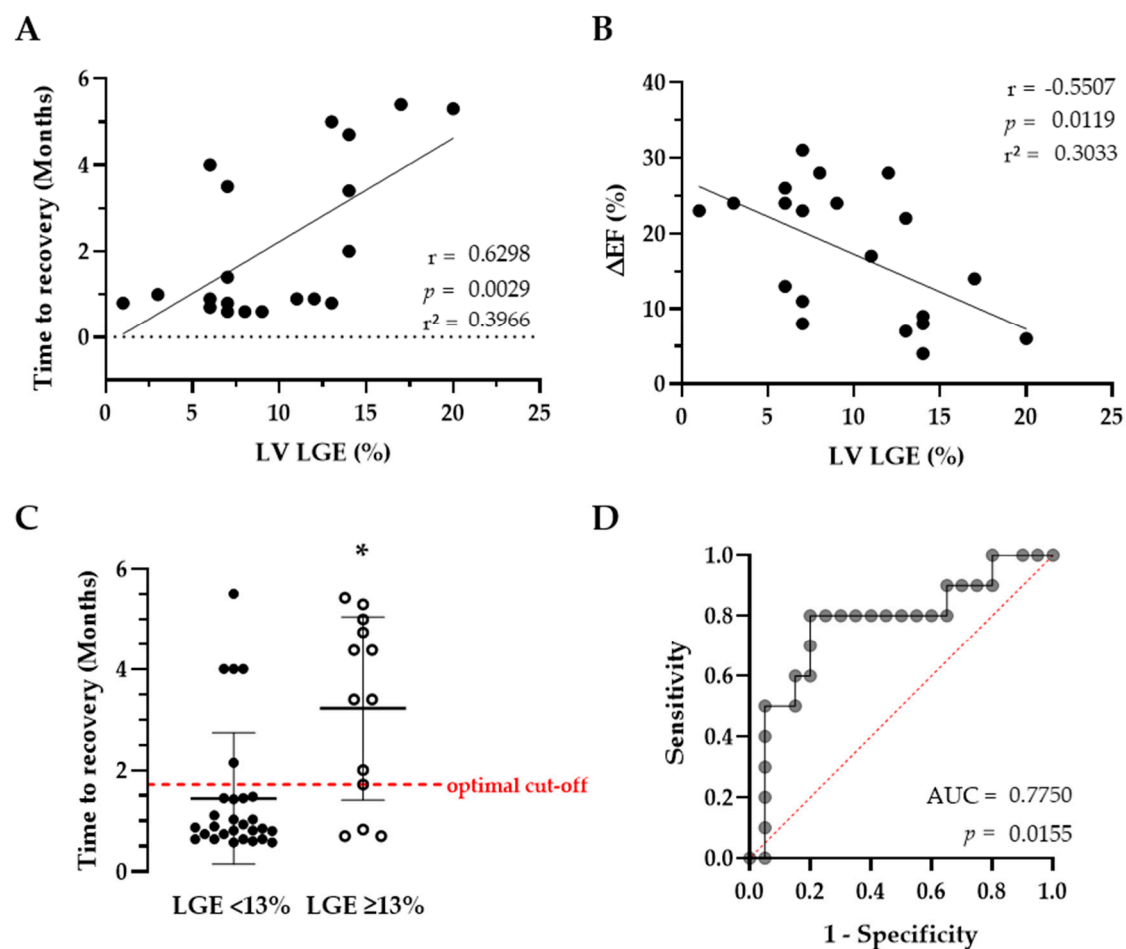 A
Time to recovery (Months)
6
4
2
0
r = 0.6298
p = 0.0029
r² = 0.3966
0 5 10 15 20 25
LV LGE (%)
B
ΔEF (%)
40
30
20
10
0
r = -0.5507
p = 0.0119
r² = 0.3033
0 5 10 15 20 25
LV LGE (%)
C
Time to recovery (Months)
6
4
2
0
*
optimal cut-off
LGE <13% LGE ≥13%
D
Sensitivity
1.0
0.8
0.6
0.4
0.2
0.0
AUC = 0.7750
p = 0.0155
0.0 0.2 0.4 0.6 0.8 1.0
1 - Specificity